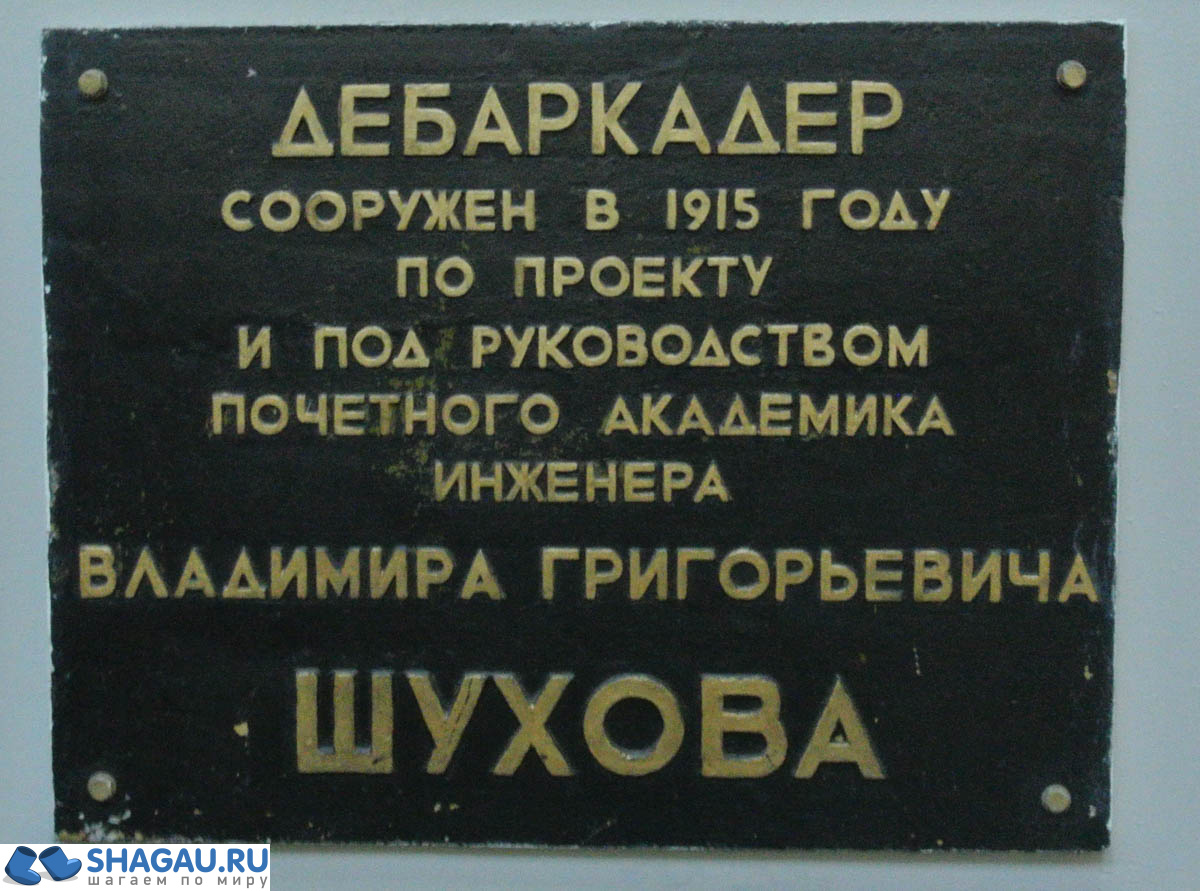 ДЕБАРКАДЕР
СООРУЖЕН В 1915 ГОДУ
ПО ПРОЕКТУ
И ПОД РУКОВОДСТВОМ
ПОЧЕТНОГО АКАДЕМИКА
ИНЖЕНЕРА
ВЛАДИМИРА ГРИГОРЬЕВИЧА
ШУХОВА
SHAGAU.RU
шагаем по миру